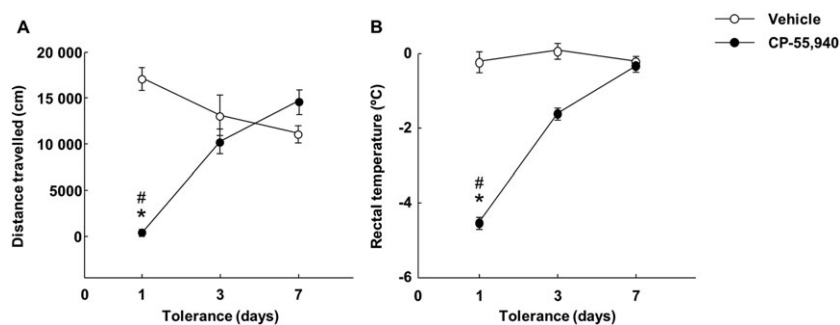 Vehicle
CP-55,940
A
20 000
15 000
10 000
5000
0
Distance travelled (cm)
#
*
0 1 3 7
Tolerance (days)
B
0
-2
-4
-6
Rectal temperature (ºC)
#
*
0 1 3 7
Tolerance (days)